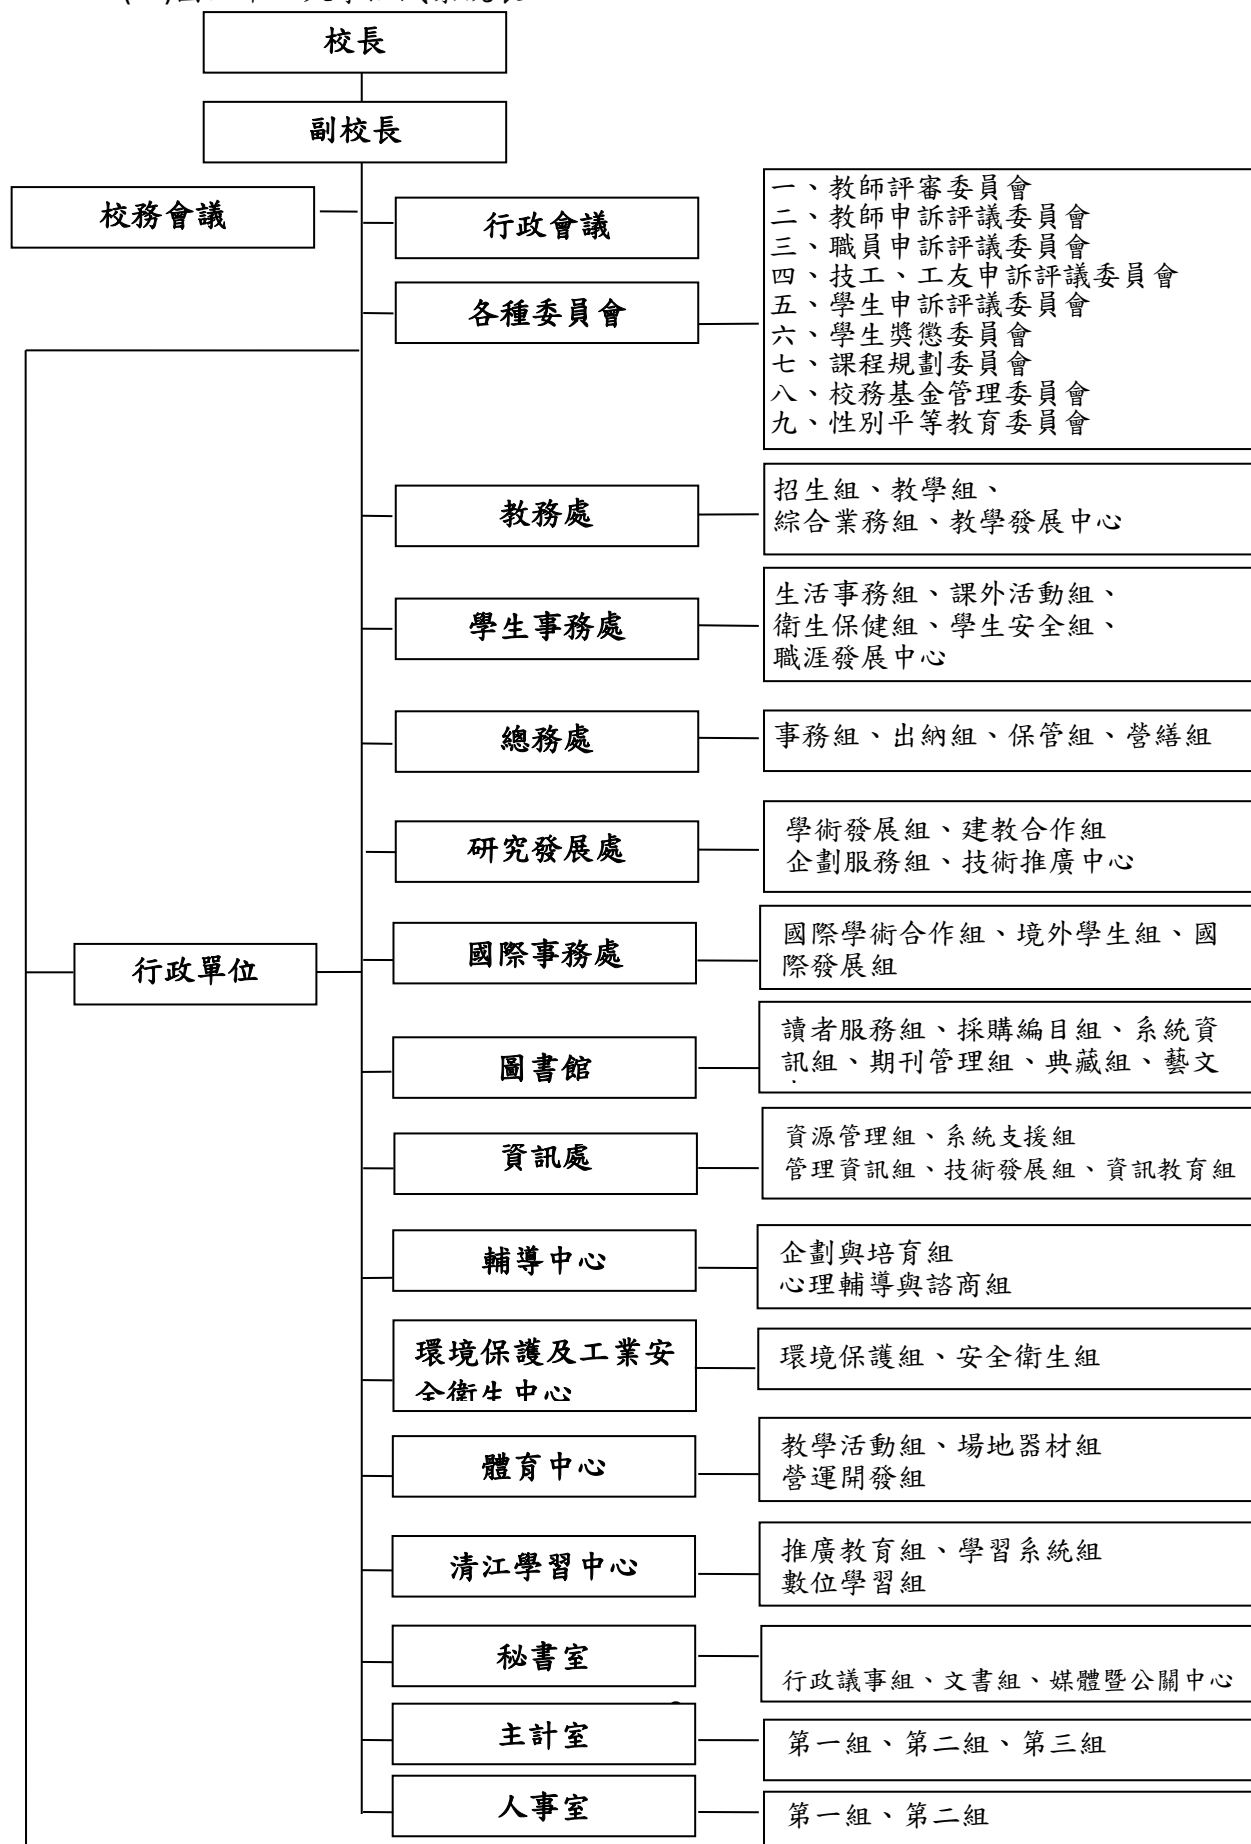 校長
副校長
校務會議
行政會議
各種委員會
一、教師評審委員會
二、教師申訴評議委員會
三、職員申訴評議委員會
四、技工、工友申訴評議委員會
五、學生申訴評議委員會
六、學生獎懲委員會
七、課程規劃委員會
八、校務基金管理委員會
九、性別平等教育委員會
教務處
招生組、教學組、
綜合業務組、教學發展中心
學生事務處
生活事務組、課外活動組、
衛生保健組、學生安全組、
職涯發展中心
總務處
事務組、出納組、保管組、營繕組
研究發展處
學術發展組、建教合作組
企劃服務組、技術推廣中心
行政單位
國際事務處
國際學術合作組、境外學生組、國
際發展組
圖書館
讀者服務組、採購編目組、系統資
訊組、期刊管理組、典藏組、藝文
資訊處
資源管理組、系統支援組
管理資訊組、技術發展組、資訊教育組
輔導中心
企劃與培育組
心理輔導與諮商組
環境保護及工業安
全衛生中心
環境保護組、安全衛生組
體育中心
教學活動組、場地器材組
營運開發組
清江學習中心
推廣教育組、學習系統組
數位學習組
秘書室
行政議事組、文書組、媒體暨公關中心
主計室
第一組、第二組、第三組
人事室
第一組、第二組